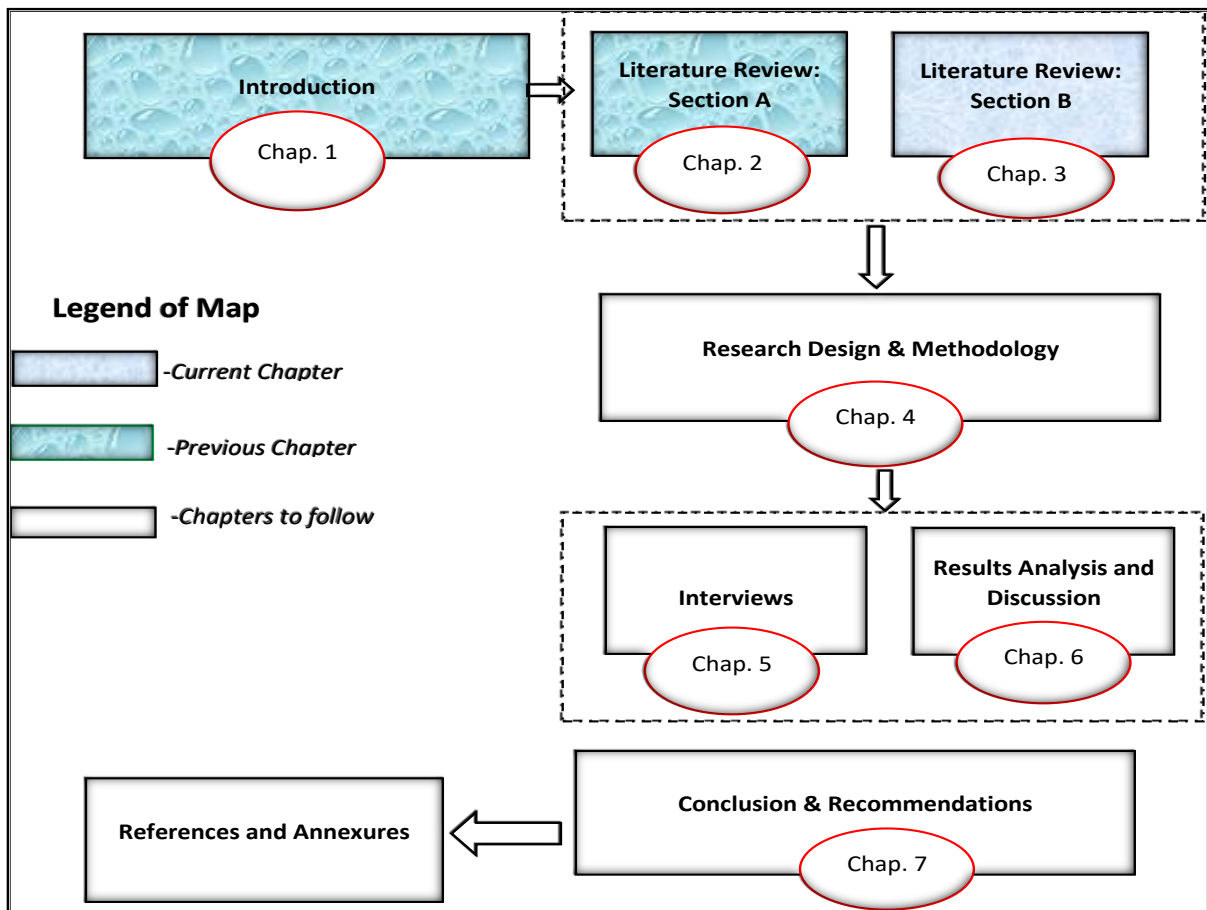 Introduction
Chap. 1
Literature Review:
Section A
Chap. 2
Literature Review:
Section B
Chap. 3
Legend of Map
-Current Chapter
-Previous Chapter
-Chapters to follow
Research Design & Methodology
Chap. 4
Interviews
Chap. 5
Results Analysis and
Discussion
Chap. 6
Conclusion & Recommendations
Chap. 7
References and Annexures